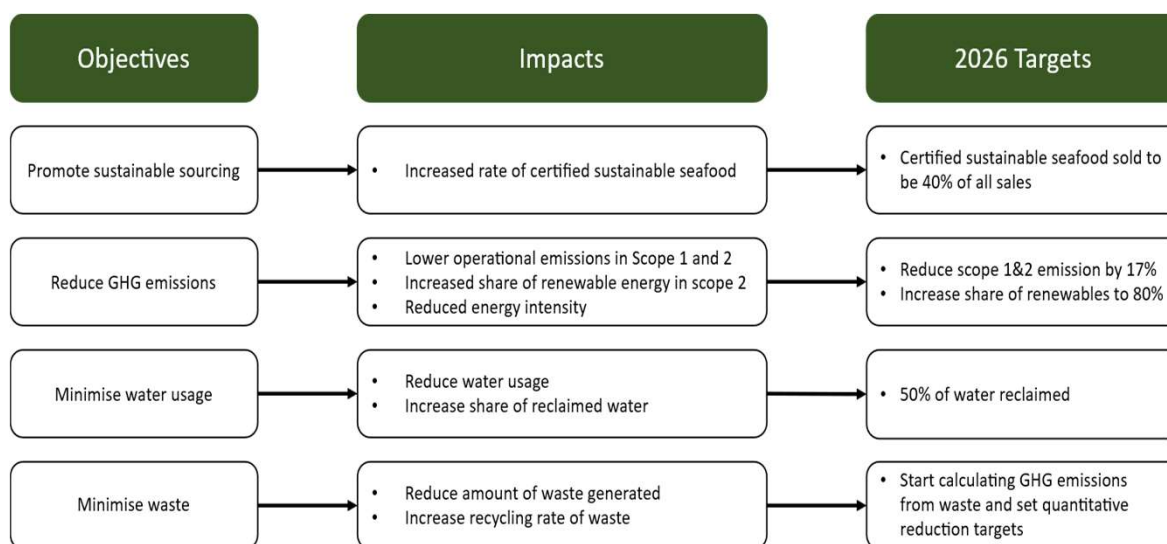 Objectives
Impacts
2026 Targets
Promote sustainable sourcing
• Increased rate of certified sustainable seafood
• Certified sustainable seafood sold to
be 40% of all sales
Reduce GHG emissions
• Lower operational emissions in Scope 1 and 2
• Increased share of renewable energy in scope 2
• Reduced energy intensity
• Reduce scope 1&2 emission by 17%
• Increase share of renewables to 80%
Minimise water usage
• Reduce water usage
• Increase share of reclaimed water
• 50% of water reclaimed
Minimise waste
• Reduce amount of waste generated
• Increase recycling rate of waste
• Start calculating GHG emissions
from waste and set quantitative
reduction targets